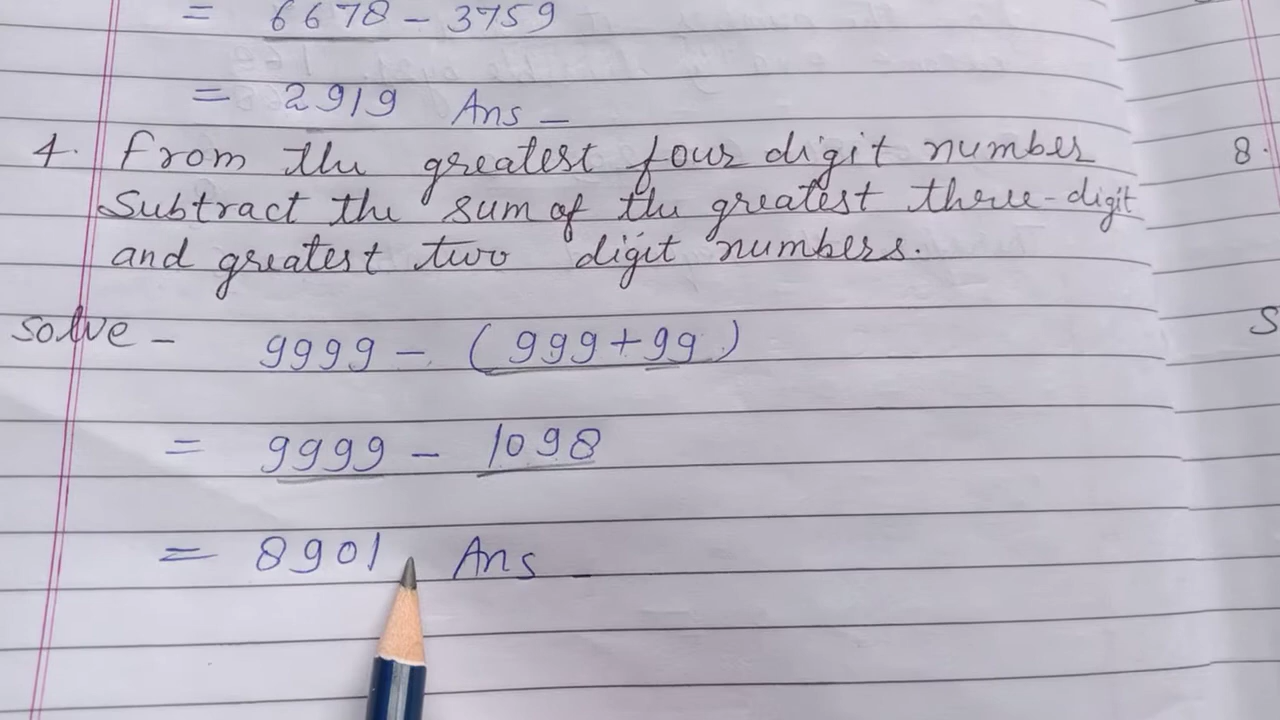 = 6678 - 3759
= 2919 Ans -
4. From the greatest four digit number 8.
Subtract the sum of the greatest three-digit
and greatest two digit numbers.
Solve - 9999 - (999+99) S
= 9999 - 1098
= 8901 Ans -